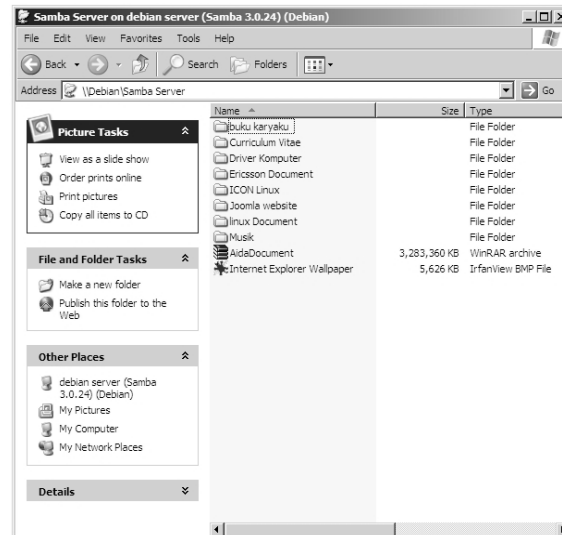 Samba Server on debian server (Samba 3.0.24) (Debian)
File Edit View Favorites Tools Help
Back Search Folders
Address \\Debian\Samba Server Go
Picture Tasks
View as a slide show
Order prints online
Print pictures
Copy all items to CD
File and Folder Tasks
Make a new folder
Publish this folder to the
Web
Other Places
debian server (Samba
3.0.24) (Debian)
My Pictures
My Computer
My Network Places
Details
Name Size Type
buku karyaku File Folder
Curriculum Vitae File Folder
Driver Komputer File Folder
Ericsson Document File Folder
ICON Linux File Folder
Joomla website File Folder
linux Document File Folder
Musik File Folder
AidaDocument 3,283,360 KB WinRAR archive
Internet Explorer Wallpaper 5,626 KB IrfanView BMP File